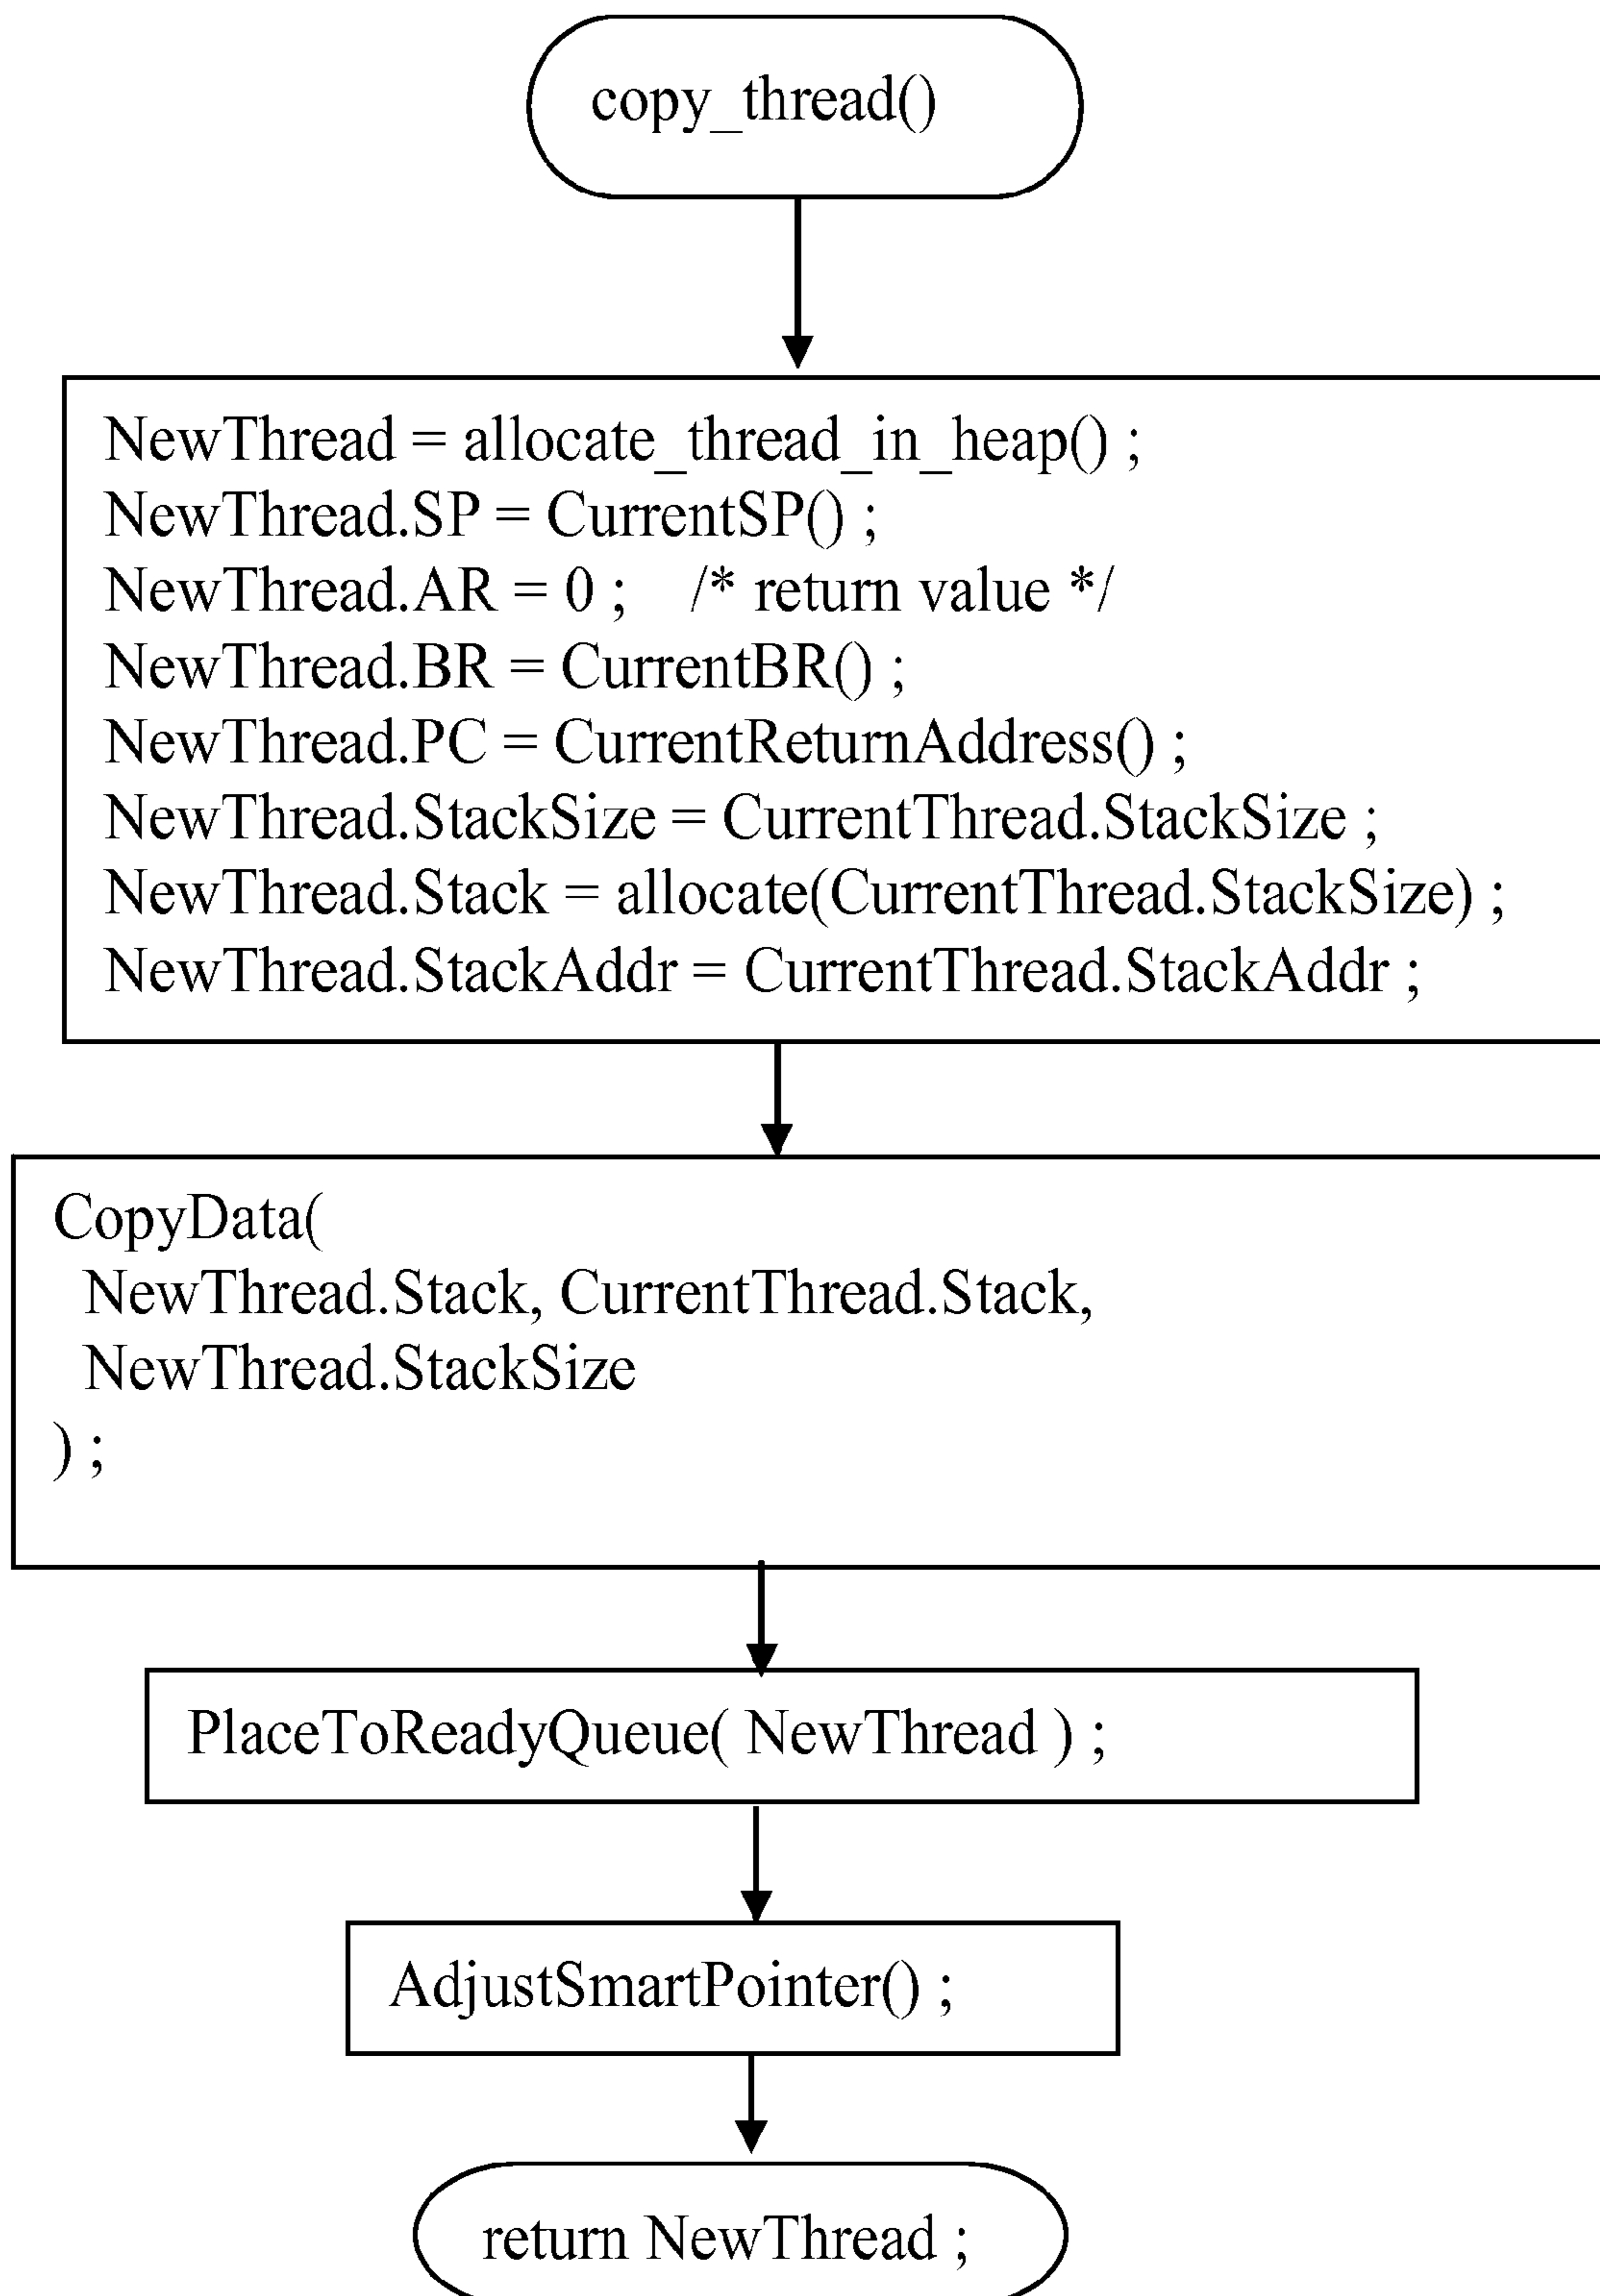 copy_thread()
NewThread = allocate_thread_in_heap() ;
NewThread.SP = CurrentSP() ;
NewThread.AR = 0 ; /* return value */
NewThread.BR = CurrentBR() ;
NewThread.PC = CurrentReturnAddress() ;
NewThread.StackSize = CurrentThread.StackSize ;
NewThread.Stack = allocate(CurrentThread.StackSize) ;
NewThread.StackAddr = CurrentThread.StackAddr ;
CopyData(
NewThread.Stack, CurrentThread.Stack,
NewThread.StackSize
) ;
PlaceToReadyQueue( NewThread ) ;
AdjustSmartPointer() ;
return NewThread ;